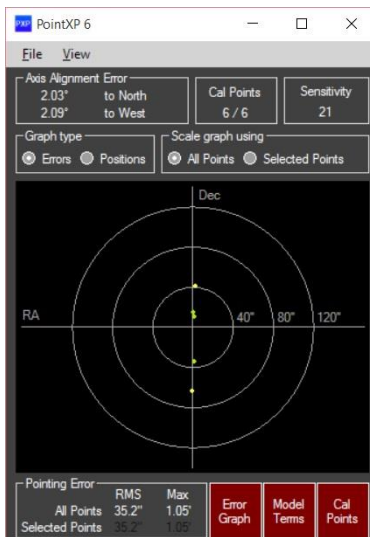 PXP PointXP 6
File View
Axis Alignment Error
2.03° to North
2.09° to West
Cal Points
6 / 6
Sensitivity
21
Graph type
Errors Positions
Scale graph using
All Points Selected Points
Dec
RA
40" 80" 120"
Pointing Error
RMS Max
All Points 35.2" 1.05'
Selected Points 35.2" 1.05'
Error Graph
Model Terms
Cal Points